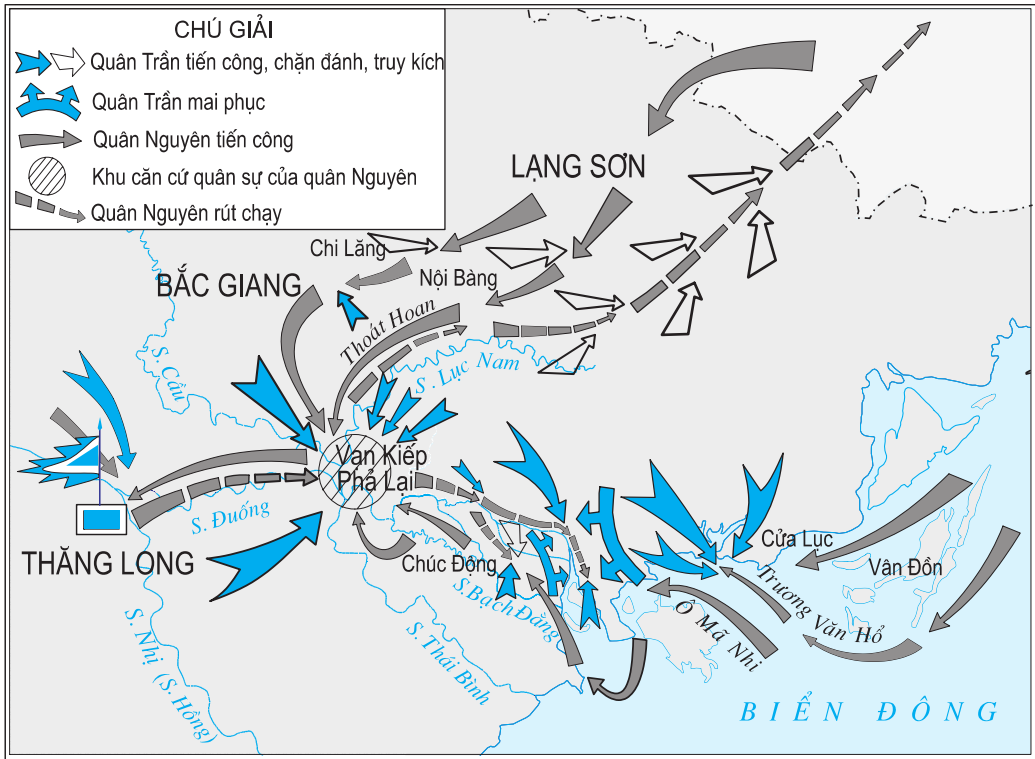 CHÚ GIẢI
Quân Trần tiến công, chặn đánh, truy kích
Quân Trần mai phục
Quân Nguyên tiến công
Khu căn cứ quân sự của quân Nguyên
Quân Nguyên rút chạy
LẠNG SƠN
Chi Lăng
Nội Bàng
BẮC GIANG
Thoát Hoan
S. Cầu
S. Lục Nam
Vạn Kiếp
Phả Lại
S. Đuống
THĂNG LONG
Chúc Động
S. Bạch Đằng
Cửa Lục
Vân Đồn
Trương Văn Hổ
Ô Mã Nhi
S. Nhị (S. Hồng)
S. Thái Bình
BIỂN ĐÔNG